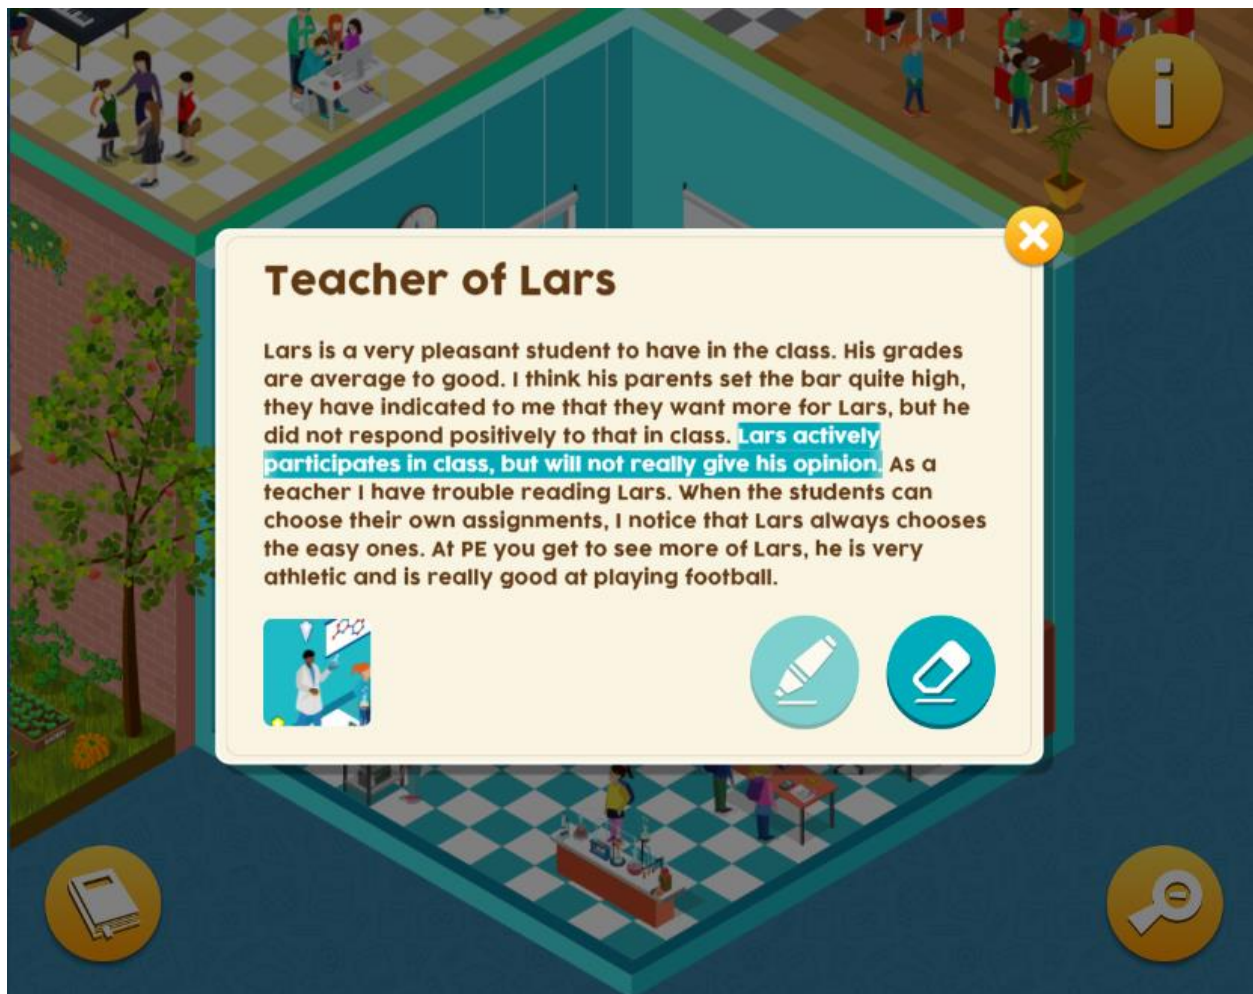 Teacher of Lars
Lars is a very pleasant student to have in the class. His grades
are average to good. I think his parents set the bar quite high,
they have indicated to me that they want more for Lars, but he
did not respond positively to that in class. Lars actively
participates in class, but will not really give his opinion. As a
teacher I have trouble reading Lars. When the students can
choose their own assignments, I notice that Lars always chooses
the easy ones. At PE you get to see more of Lars, he is very
athletic and is really good at playing football.